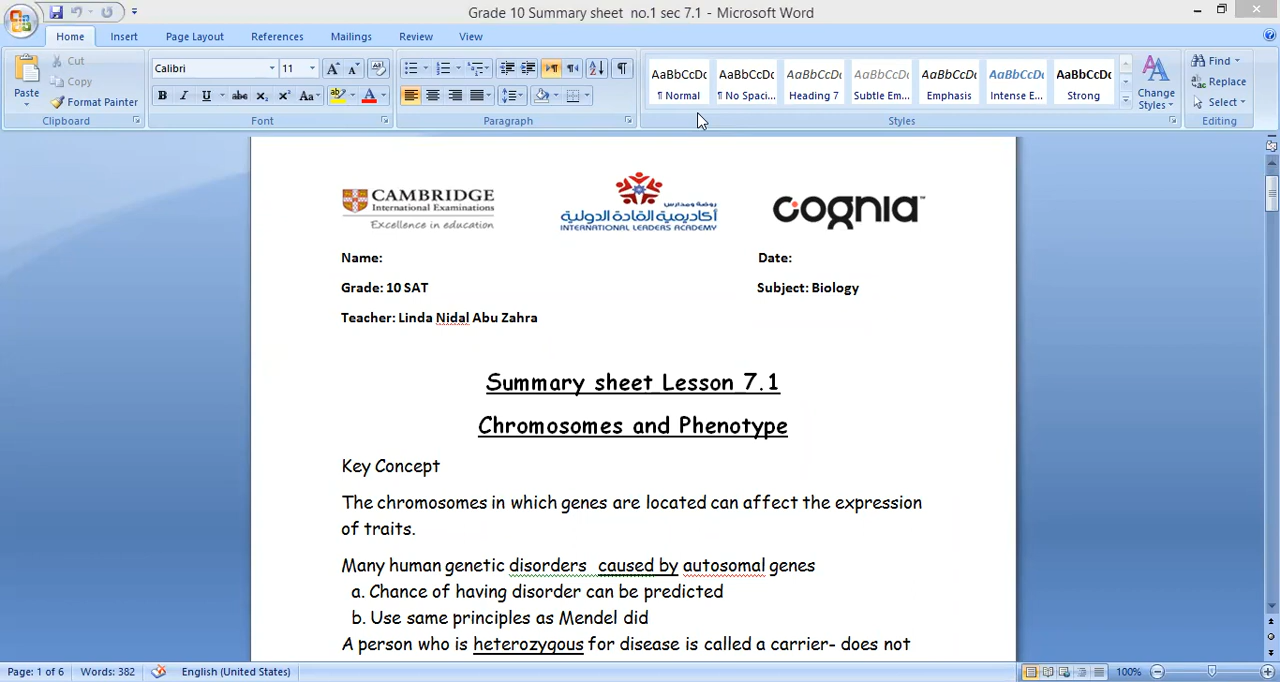 Grade 10 Summary sheet  no.1 sec 7.1 - Microsoft Word
Home Insert Page Layout References Mailings Review View
Paste
Cut
Copy
Format Painter
Clipboard
Calibri 11
Font
Paragraph
AaBbCcDc AaBbCcDc AaBbCcDc AaBbCcDc AaBbCcDc AaBbCcDc AaBbCcDc
¶ Normal ¶ No Spaci... Heading 7 Subtle Em... Emphasis Intense E... Strong
Change Styles
Styles
Find
Replace
Select
Editing
CAMBRIDGE
International Examinations
Excellence in education
روضة ومدارس
أكاديمية القادة الدولية
INTERNATIONAL LEADERS ACADEMY
cognia™
Name: Date:
Grade: 10 SAT Subject: Biology
Teacher: Linda Nidal Abu Zahra
Summary sheet Lesson 7.1
Chromosomes and Phenotype
Key Concept
The chromosomes in which genes are located can affect the expression
of traits.
Many human genetic disorders  caused by autosomal genes
a. Chance of having disorder can be predicted
b. Use same principles as Mendel did
A person who is heterozygous for disease is called a carrier- does not
Page: 1 of 6 Words: 382 English (United States) 100%